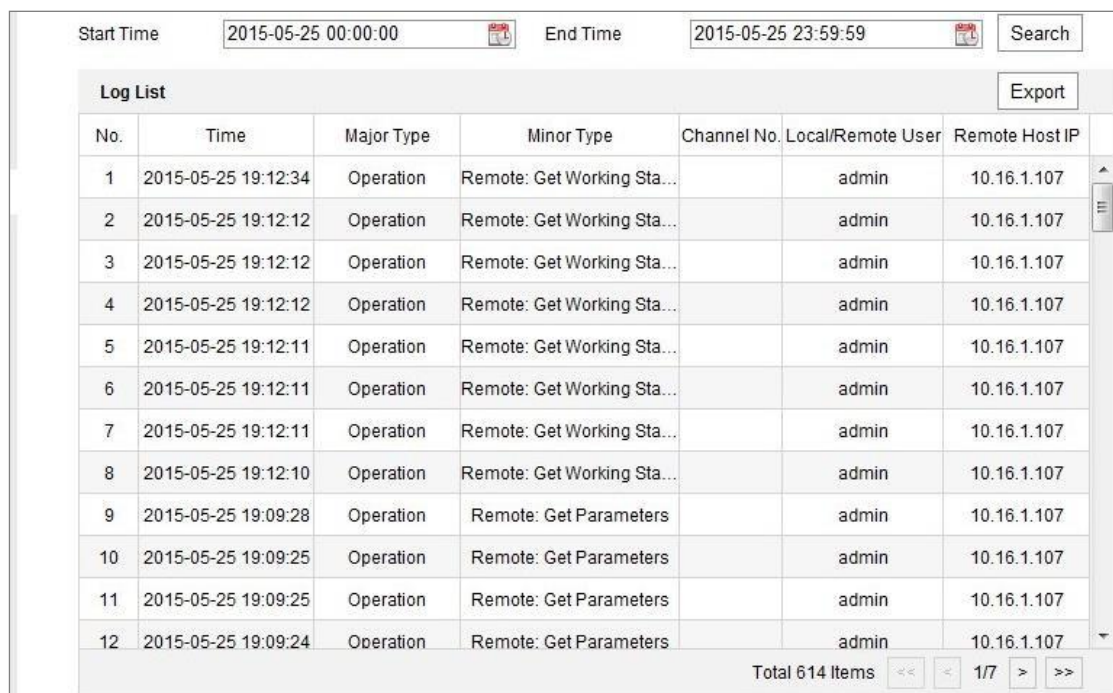 Start Time 2015-05-25 00:00:00 End Time 2015-05-25 23:59:59 Search
Log List Export
No. Time Major Type Minor Type Channel No. Local/Remote User Remote Host IP
1 2015-05-25 19:12:34 Operation Remote: Get Working Sta... admin 10.16.1.107
2 2015-05-25 19:12:12 Operation Remote: Get Working Sta... admin 10.16.1.107
3 2015-05-25 19:12:12 Operation Remote: Get Working Sta... admin 10.16.1.107
4 2015-05-25 19:12:12 Operation Remote: Get Working Sta... admin 10.16.1.107
5 2015-05-25 19:12:11 Operation Remote: Get Working Sta... admin 10.16.1.107
6 2015-05-25 19:12:11 Operation Remote: Get Working Sta... admin 10.16.1.107
7 2015-05-25 19:12:11 Operation Remote: Get Working Sta... admin 10.16.1.107
8 2015-05-25 19:12:10 Operation Remote: Get Working Sta... admin 10.16.1.107
9 2015-05-25 19:09:28 Operation Remote: Get Parameters admin 10.16.1.107
10 2015-05-25 19:09:25 Operation Remote: Get Parameters admin 10.16.1.107
11 2015-05-25 19:09:25 Operation Remote: Get Parameters admin 10.16.1.107
12 2015-05-25 19:09:24 Operation Remote: Get Parameters admin 10.16.1.107
Total 614 Items << < 1/7 > >>